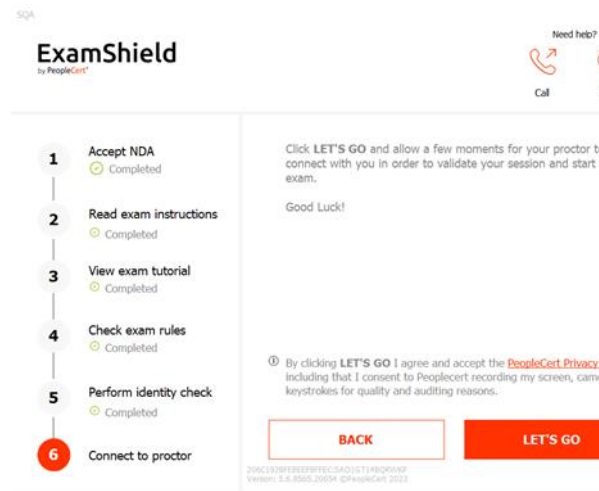 SQA
Need help?
ExamShield
by PeopleCert
Call
1 Accept NDA
Completed
Click LET'S GO and allow a few moments for your proctor
connect with you in order to validate your session and start
exam.
2 Read exam instructions
Completed
Good Luck!
3 View exam tutorial
Completed
4 Check exam rules
Completed
By clicking LET'S GO I agree and accept the PeopleCert Privacy
including that I consent to Peoplecert recording my screen,
keystrokes for quality and auditing reasons.
5 Perform identity check
Completed
BACK
LET'S GO
6 Connect to proctor
©PeopleCert 2022